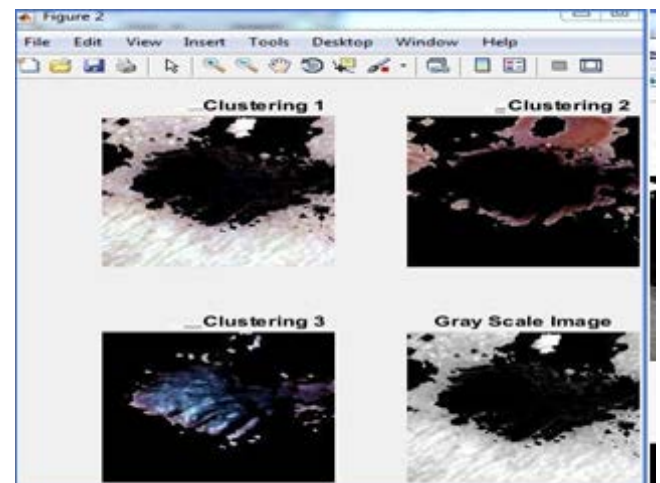 Figure 2
File Edit View Insert Tools Desktop Window Help
_Clustering 1
_Clustering 2
_Clustering 3
Gray Scale Image